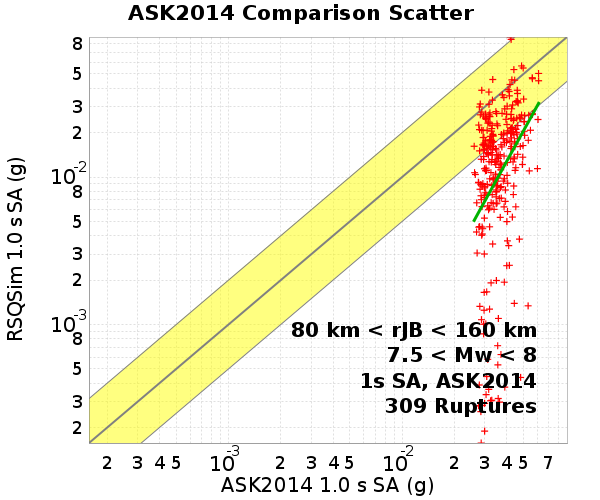 ASK2014 Comparison Scatter
8
5
3
2
10-2
8
5
3
2
10-3
8
5
3
2
RSQSim 1.0 s SA (g)
80 km < rJB < 160 km
7.5 < Mw < 8
1s SA, ASK2014
309 Ruptures
2 3 4 5 10-3 2 3 4 5 10-2 2 3 4 5 7
ASK2014 1.0 s SA (g)